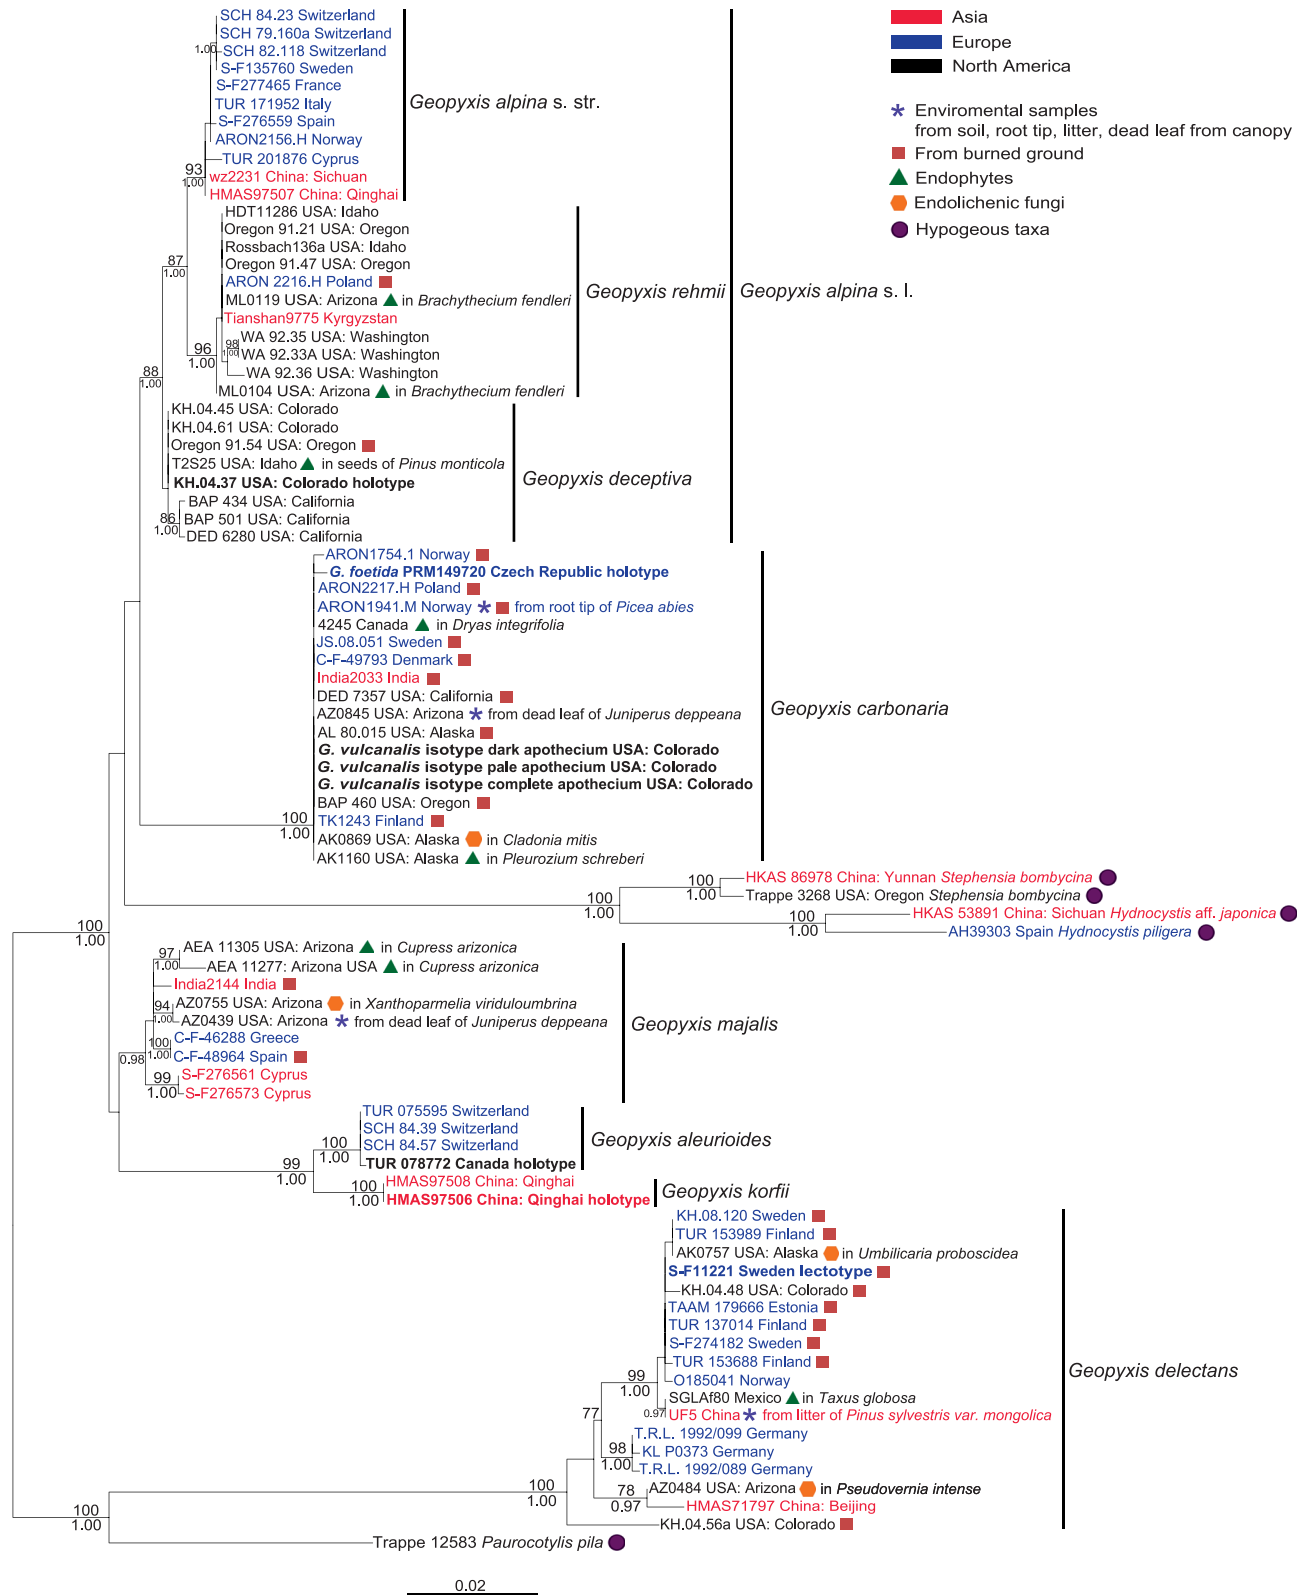 SCH 84.23 Switzerland
SCH 79.160a Switzerland
1.00
SCH 82.118 Switzerland
S-F135760 Sweden
S-F277465 France
TUR 171952 Italy
S-F276559 Spain
ARON2156.H Norway
TUR 201876 Cyprus
93
1.00
wz2231 China: Sichuan
HMAS97507 China: Qinghai
Geopyxis alpina s. str.
Asia
Europe
North America
* Enviromental samples
from soil, root tip, litter, dead leaf from canopy
From burned ground
Endophytes
Endolichenic fungi
Hypogeous taxa
HDT11286 USA: Idaho
Oregon 91.21 USA: Oregon
Rossbach136a USA: Idaho
Oregon 91.47 USA: Oregon
87
1.00
ARON 2216.H Poland
ML0119 USA: Arizona in Brachythecium fendleri
Tianshan9775 Kyrgyzstan
WA 92.35 USA: Washington
98
1.00
WA 92.33A USA: Washington
96
1.00
WA 92.36 USA: Washington
ML0104 USA: Arizona in Brachythecium fendleri
Geopyxis rehmii
Geopyxis alpina s. l.
88
1.00
KH.04.45 USA: Colorado
KH.04.61 USA: Colorado
Oregon 91.54 USA: Oregon
T2S25 USA: Idaho in seeds of Pinus monticola
KH.04.37 USA: Colorado holotype
BAP 434 USA: California
86
1.00
BAP 501 USA: California
DED 6280 USA: California
Geopyxis deceptiva
ARON1754.1 Norway
G. foetida PRM149720 Czech Republic holotype
ARON2217.H Poland
ARON1941.M Norway * from root tip of Picea abies
4245 Canada in Dryas integrifolia
JS.08.051 Sweden
C-F-49793 Denmark
India2033 India
DED 7357 USA: California
AZ0845 USA: Arizona * from dead leaf of Juniperus deppeana
AL 80.015 USA: Alaska
G. vulcanalis isotype dark apothecium USA: Colorado
G. vulcanalis isotype pale apothecium USA: Colorado
G. vulcanalis isotype complete apothecium USA: Colorado
BAP 460 USA: Oregon
100
1.00
TK1243 Finland
AK0869 USA: Alaska in Cladonia mitis
AK1160 USA: Alaska in Pleurozium schreberi
Geopyxis carbonaria
HKAS 86978 China: Yunnan Stephensia bombycina
100
1.00
Trappe 3268 USA: Oregon Stephensia bombycina
100
1.00
HKAS 53891 China: Sichuan Hydnocystis aff. japonica
100
1.00
AH39303 Spain Hydnocystis piligera
100
1.00
AEA 11305 USA: Arizona in Cupress arizonica
97
1.00
AEA 11277: Arizona USA in Cupress arizonica
India2144 India
AZ0755 USA: Arizona in Xanthoparmelia viriduloumbrina
94
1.00
AZ0439 USA: Arizona * from dead leaf of Juniperus deppeana
C-F-46288 Greece
100
1.00
C-F-48964 Spain
0.98
S-F276561 Cyprus
99
1.00
S-F276573 Cyprus
Geopyxis majalis
TUR 075595 Switzerland
SCH 84.39 Switzerland
100
1.00
SCH 84.57 Switzerland
TUR 078772 Canada holotype
Geopyxis aleurioides
99
1.00
HMAS97508 China: Qinghai
100
1.00
HMAS97506 China: Qinghai holotype
Geopyxis korfii
KH.08.120 Sweden
TUR 153989 Finland
AK0757 USA: Alaska in Umbilicaria proboscidea
S-F11221 Sweden lectotype
KH.04.48 USA: Colorado
TAAM 179666 Estonia
TUR 137014 Finland
S-F274182 Sweden
TUR 153688 Finland
O185041 Norway
99
1.00
SGLAf80 Mexico in Taxus globosa
0.97
UF5 China * from litter of Pinus sylvestris var. mongolica
77
T.R.L. 1992/099 Germany
98
1.00
KL P0373 Germany
T.R.L. 1992/089 Germany
100
1.00
AZ0484 USA: Arizona in Pseudovernia intense
78
0.97
HMAS71797 China: Beijing
KH.04.56a USA: Colorado
Geopyxis delectans
100
1.00
Trappe 12583 Paurocotylis pila
0.02